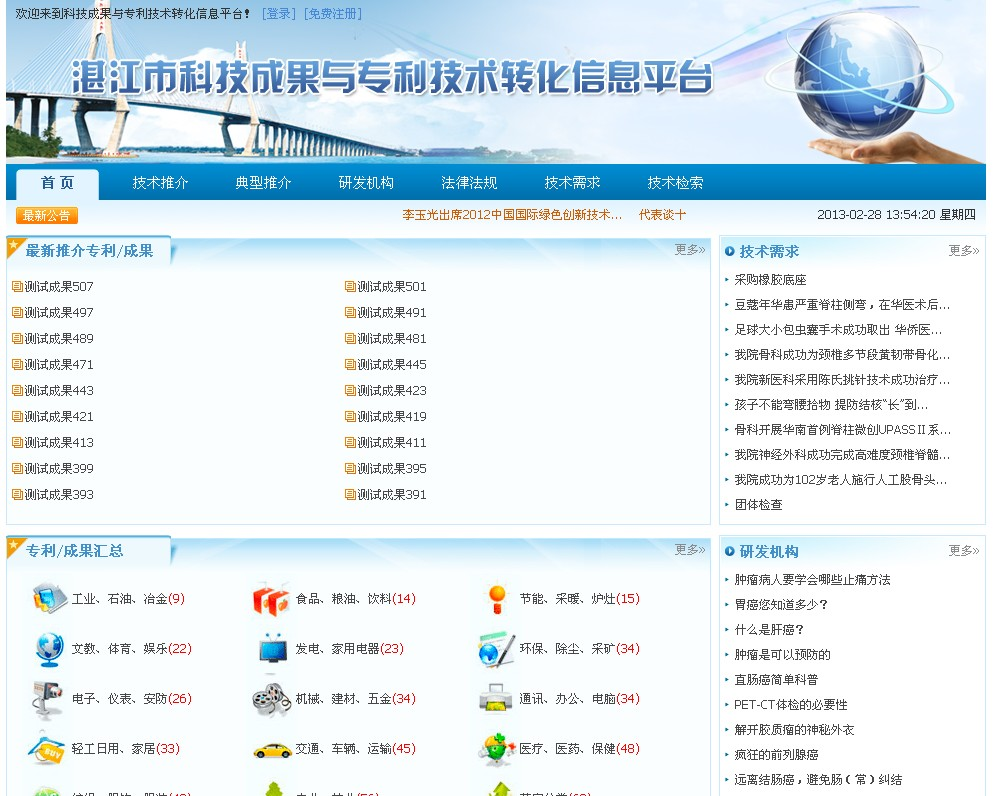 欢迎来到科技成果与专利技术转化信息平台! [登录] [免费注册]
湛江市科技成果与专利技术转化信息平台
首 页 技术推介 典型推介 研发机构 法律法规 技术需求 技术检索
最新公告 李玉光出席2012中国国际绿色创新技术... 代表谈十 2013-02-28 13:54:20 星期四
最新推介专利/成果 更多»
测试成果507 测试成果501
测试成果497 测试成果491
测试成果489 测试成果481
测试成果471 测试成果445
测试成果443 测试成果423
测试成果421 测试成果419
测试成果413 测试成果411
测试成果399 测试成果395
测试成果393 测试成果391
技术需求 更多»
采购橡胶底座
豆蔻年华患严重脊柱侧弯，在华医术后...
足球大小包虫囊手术成功取出 华侨医...
我院骨科成功为颈椎多节段黄韧带骨化...
我院新医科采用陈氏挑针技术成功治疗...
孩子不能弯腰拾物 提防结核“长”到...
骨科开展华南首例脊柱微创UPASSⅡ系...
我院神经外科成功完成高难度颈椎脊髓...
我院成功为102岁老人施行人工股骨头...
团体检查
专利/成果汇总 更多»
工业、石油、冶金(9) 食品、粮油、饮料(14) 节能、采暖、炉灶(15)
文教、体育、娱乐(22) 发电、家用电器(23) 环保、除尘、采矿(34)
电子、仪表、安防(26) 机械、建材、五金(34) 通讯、办公、电脑(34)
轻工日用、家居(33) 交通、车辆、运输(45) 医疗、医药、保健(48)
研发机构 更多»
肿瘤病人要学会哪些止痛方法
胃癌您知道多少？
什么是肝癌？
肿瘤是可以预防的
直肠癌简单科普
PET-CT体检的必要性
解开胶质瘤的神秘外衣
疯狂的前列腺癌
远离结肠癌，避免肠（常）纠结